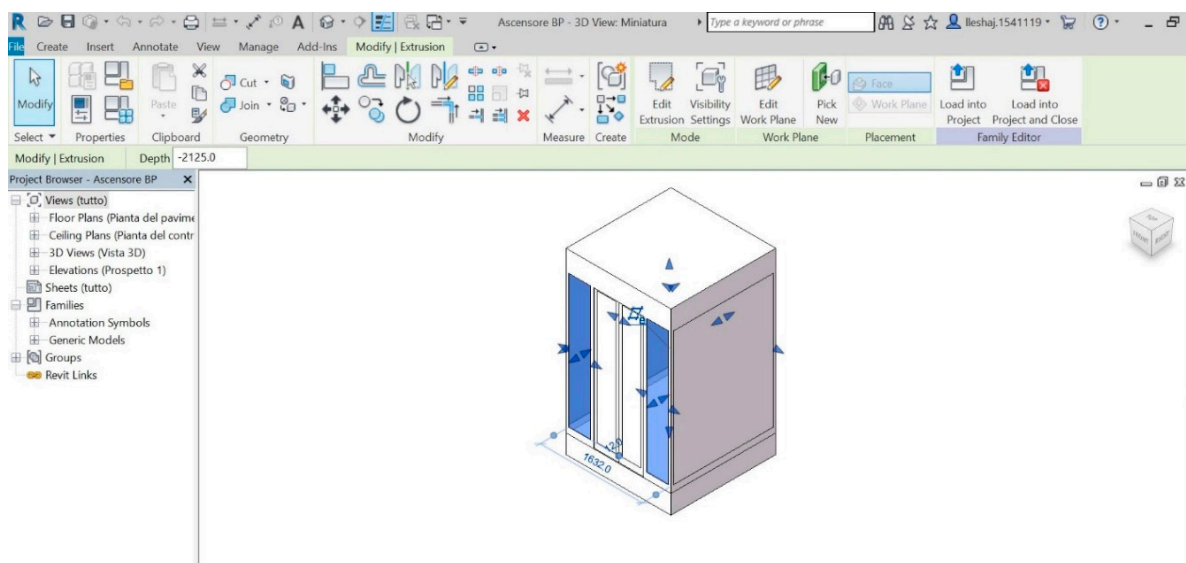 R A Ascensore BP - 3D View: Miniatura Type a keyword or phrase lleshaj.1541119 ?
File Create Insert Annotate View Manage Add-Ins Modify | Extrusion
Modify Paste Cut Join Edit Extrusion Visibility Settings Edit Work Plane Pick New Face Work Plane Load into Project Load into Project and Close
Select Properties Clipboard Geometry Modify Measure Create Mode Work Plane Placement Family Editor
Modify | Extrusion Depth -2125.0
Project Browser - Ascensore BP
Views (tutto)
Floor Plans (Pianta del pavime
Ceiling Plans (Pianta del contr
3D Views (Vista 3D)
Elevations (Prospetto 1)
Sheets (tutto)
Families
Annotation Symbols
Generic Models
Groups
Revit Links
1632.0